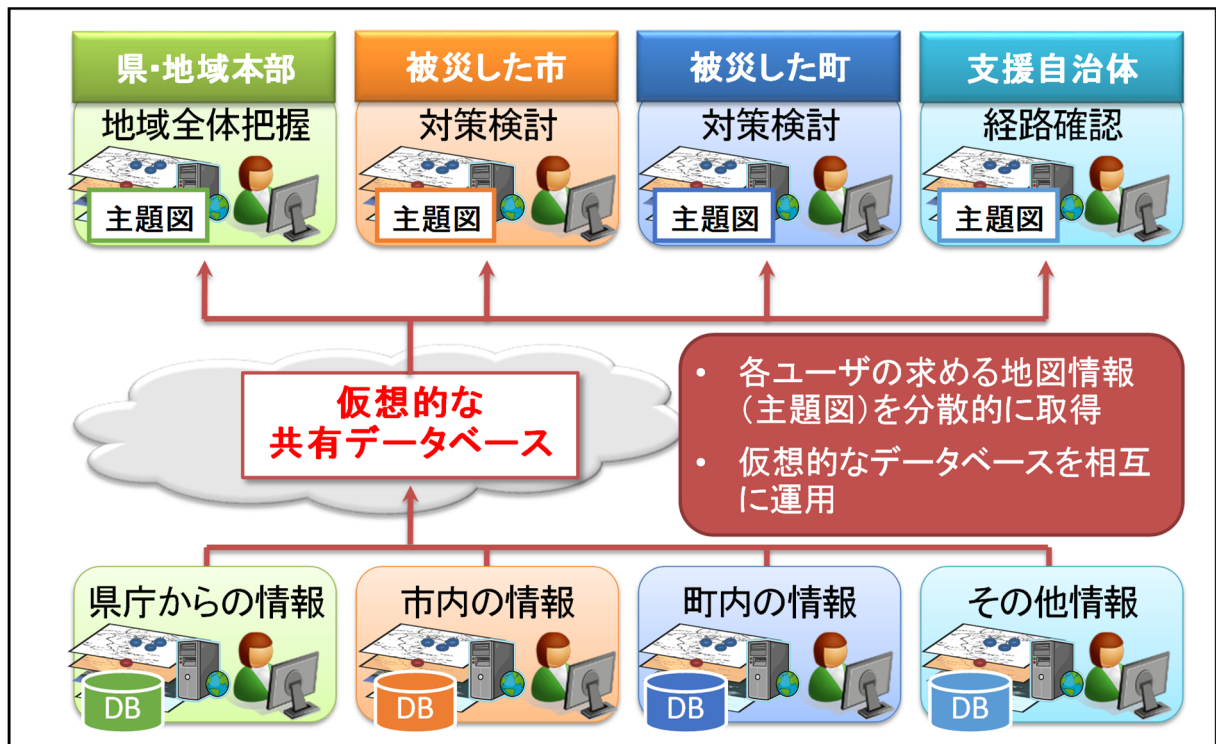 県・地域本部
地域全体把握
主題図
被災した市
対策検討
主題図
被災した町
対策検討
主題図
支援自治体
経路確認
主題図
仮想的な
共有データベース
• 各ユーザの求める地図情報
（主題図）を分散的に取得
• 仮想的なデータベースを相互
に運用
県庁からの情報
DB
市内の情報
DB
町内の情報
DB
その他情報
DB